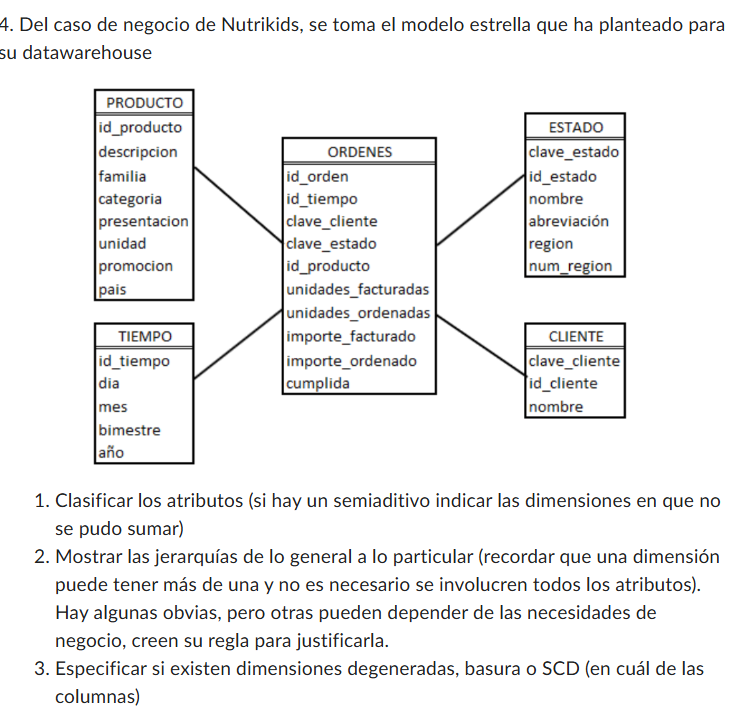 4. Del caso de negocio de Nutrikids, se toma el modelo estrella que ha planteado para
su datawarehouse
PRODUCTO
id_producto
descripcion
familia
categoria
presentacion
unidad
promocion
pais
TIEMPO
id_tiempo
dia
mes
bimestre
año
ORDENES
id_orden
id_tiempo
clave_cliente
clave_estado
id_producto
unidades_facturadas
unidades_ordenadas
importe_facturado
importe_ordenado
cumplida
ESTADO
clave_estado
id_estado
nombre
abreviación
region
num_region
CLIENTE
clave_cliente
id_cliente
nombre
1. Clasificar los atributos (si hay un semiaditivo indicar las dimensiones en que no
se pudo sumar)
2. Mostrar las jerarquías de lo general a lo particular (recordar que una dimensión
puede tener más de una y no es necesario se involucren todos los atributos).
Hay algunas obvias, pero otras pueden depender de las necesidades de
negocio, creen su regla para justificarla.
3. Especificar si existen dimensiones degeneradas, basura o SCD (en cuál de las
columnas)